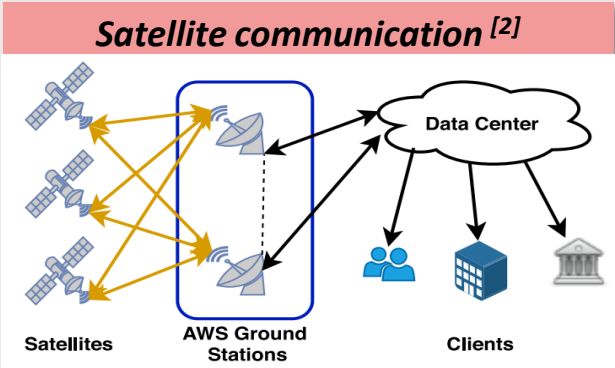 Satellite communication [2]
Data Center
Satellites
AWS Ground
Stations
Clients